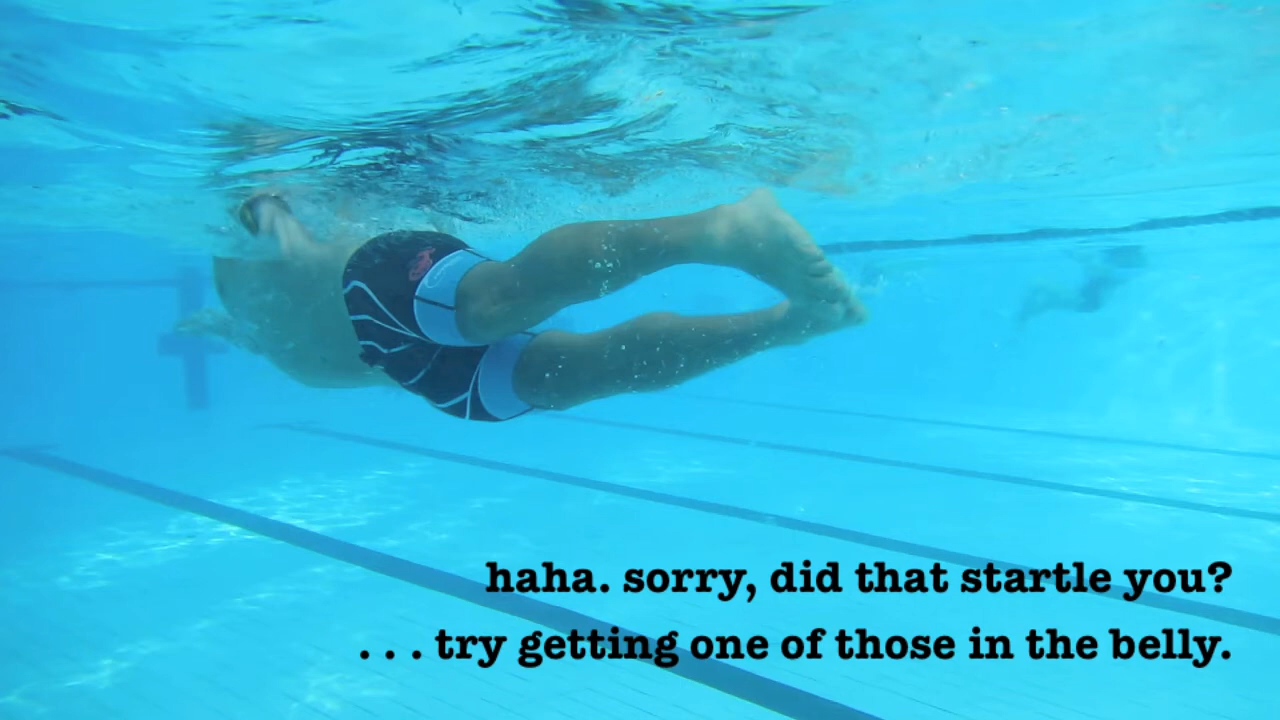 haha. sorry, did that startle you?
. . . try getting one of those in the belly.